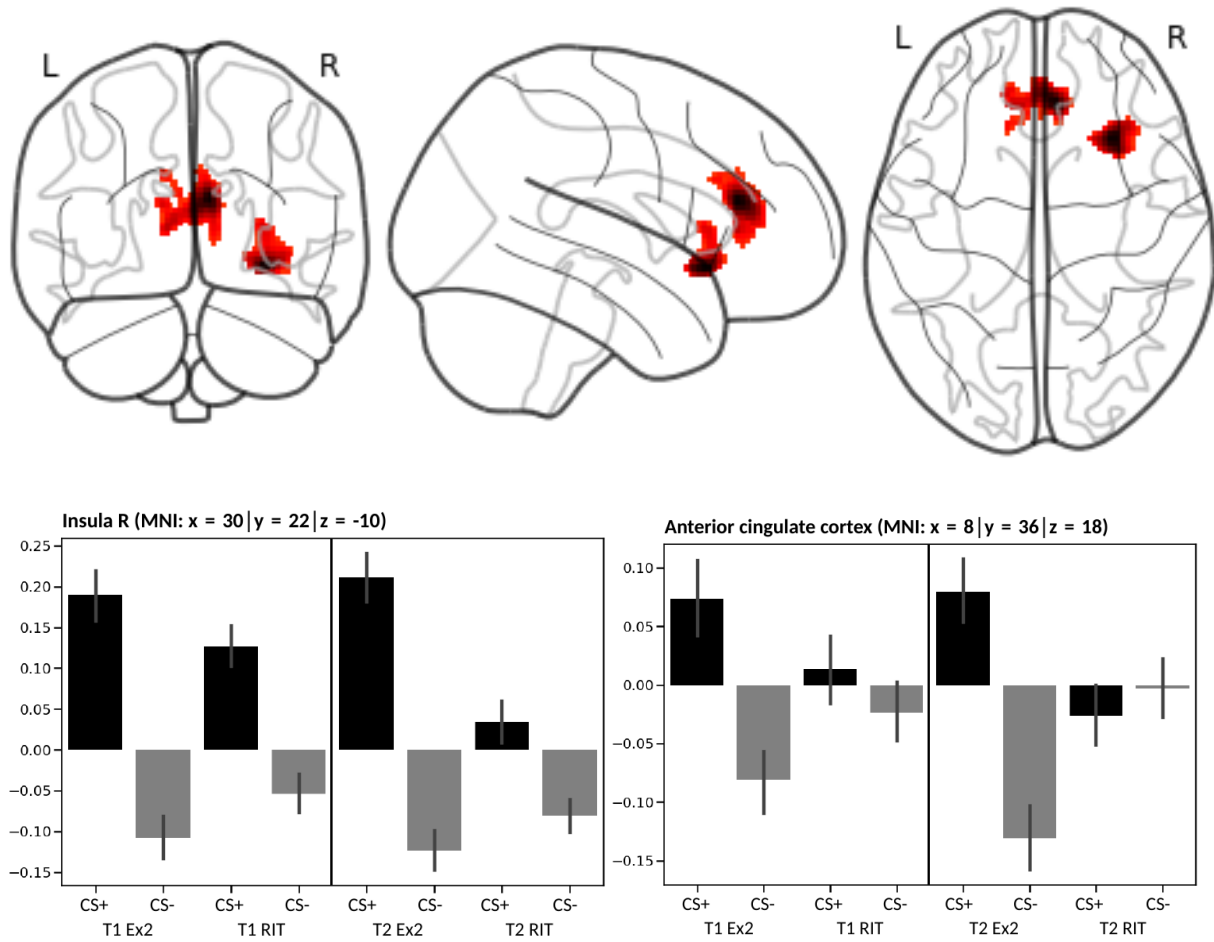 L R
L R
Insula R (MNI: x = 30|y = 22|z = -10)
0.25
0.20
0.15
0.10
0.05
0.00
−0.05
−0.10
−0.15
CS+ CS- CS+ CS- CS+ CS- CS+ CS-
T1 Ex2 T1 RIT T2 Ex2 T2 RIT
Anterior cingulate cortex (MNI: x = 8|y = 36|z = 18)
0.10
0.05
0.00
−0.05
−0.10
−0.15
CS+ CS- CS+ CS- CS+ CS- CS+ CS-
T1 Ex2 T1 RIT T2 Ex2 T2 RIT